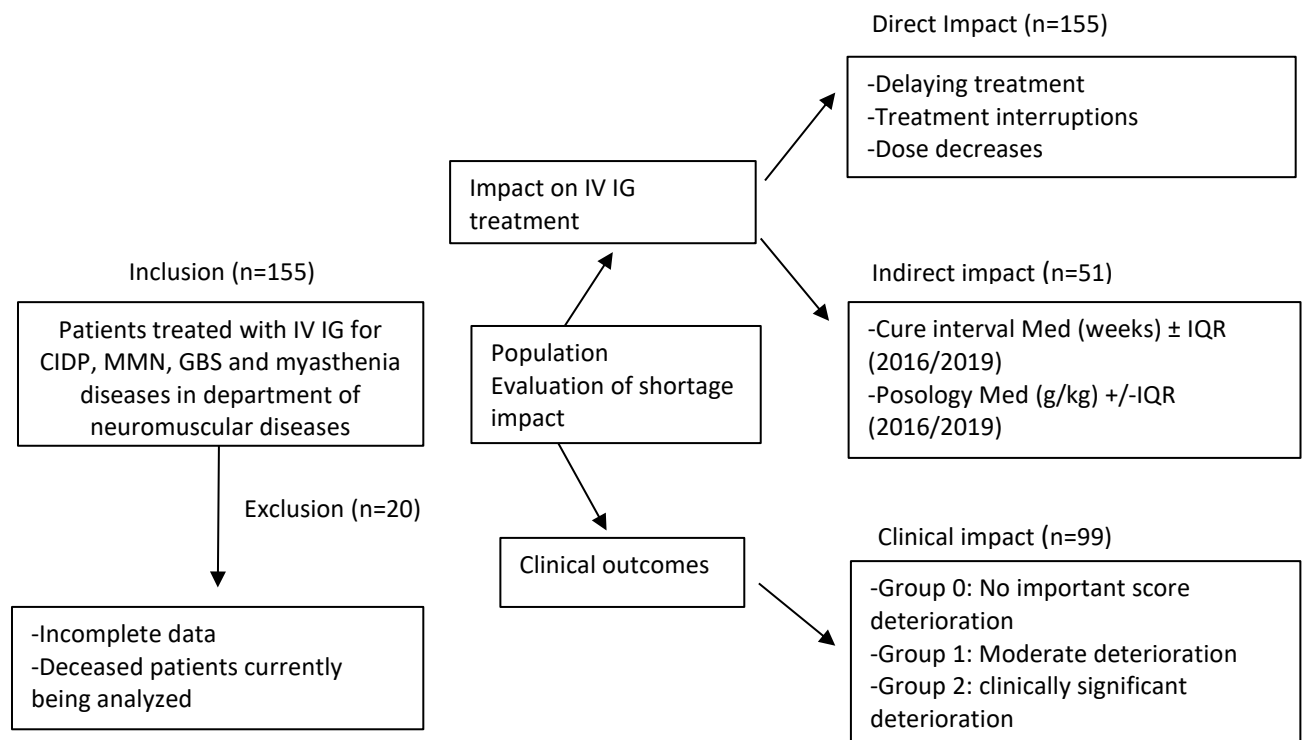 Inclusion (n=155)
Patients treated with IV IG for
CIDP, MMN, GBS and myasthenia
diseases in department of
neuromuscular diseases
Exclusion (n=20)
-Incomplete data
-Deceased patients currently
being analyzed
Population
Evaluation of shortage
impact
Impact on IV IG
treatment
Direct Impact (n=155)
-Delaying treatment
-Treatment interruptions
-Dose decreases
Indirect impact (n=51)
-Cure interval Med (weeks) ± IQR
(2016/2019)
-Posology Med (g/kg) +/-IQR
(2016/2019)
Clinical outcomes
Clinical impact (n=99)
-Group 0: No important score
deterioration
-Group 1: Moderate deterioration
-Group 2: clinically significant
deterioration